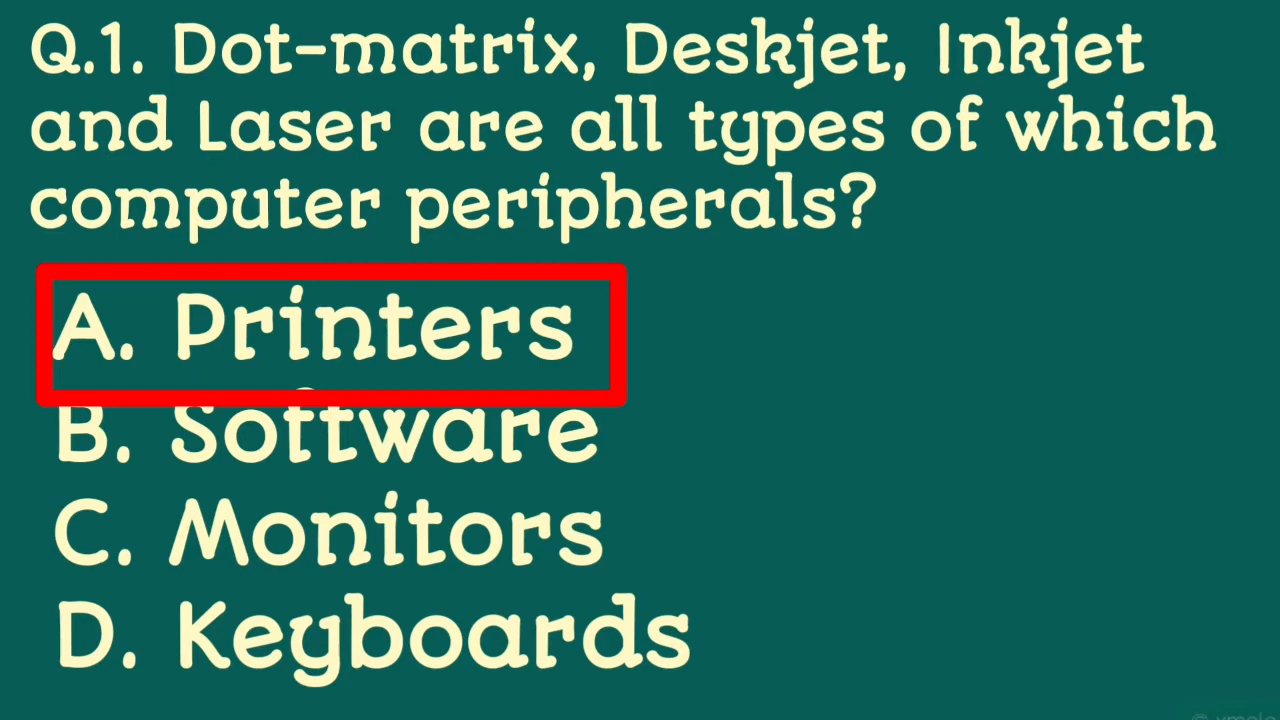 Q.1. Dot-matrix, Deskjet, Inkjet
and Laser are all types of which
computer peripherals?
A. Printers
B. Software
C. Monitors
D. Keyboards